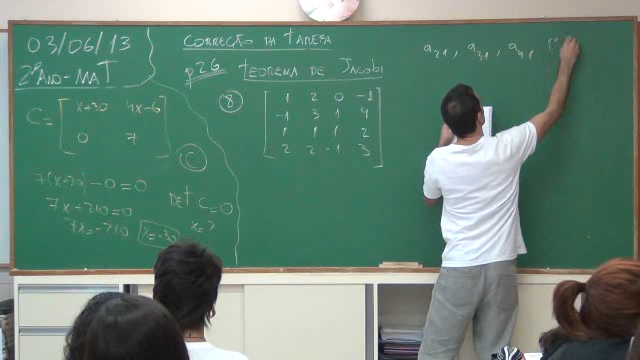 03/06/13
2ºANO-MAT
C= [ x+30 4x-6
0 7 ]
C
7(x+30)-0=0
7x+210=0
7x=-210
x=-30
DET C=0
x=?
CORREÇÃO DA TAREFA
p26 TEOREMA DE JACOBI
8
1 2 0 -1
-1 3 1 4
1 1 1 2
2 2 -1 3
a21, a31, a41